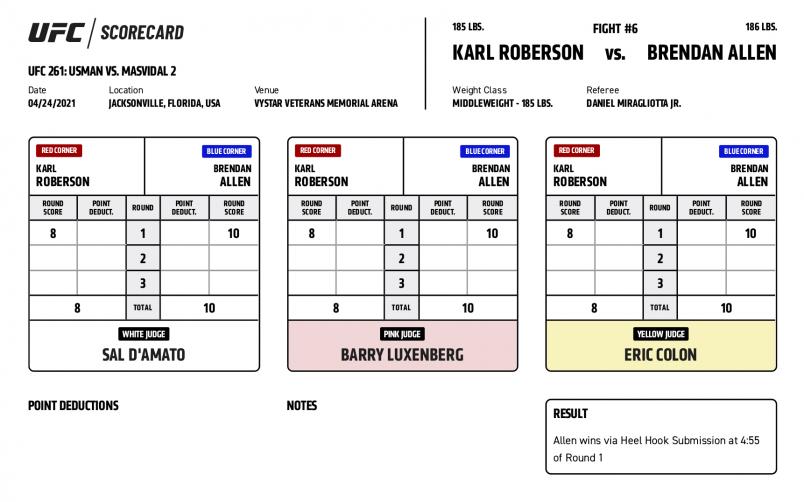 UFC / SCORECARD
UFC 261: USMAN VS. MASVIDAL 2
Date Location Venue
04/24/2021 JACKSONVILLE, FLORIDA, USA VYSTAR VETERANS MEMORIAL ARENA
185 LBS. FIGHT #6 186 LBS.
KARL ROBERSON vs. BRENDAN ALLEN
Weight Class Referee
MIDDLEWEIGHT - 185 LBS. DANIEL MIRAGLIOTTA JR.
RED CORNER BLUE CORNER
KARL BRENDAN
ROBERSON ALLEN
ROUND POINT ROUND POINT ROUND
SCORE DEDUCT. DEDUCT. SCORE
8 1 10
2
3
8 TOTAL 10
WHITE JUDGE
SAL D'AMATO
RED CORNER BLUE CORNER
KARL BRENDAN
ROBERSON ALLEN
ROUND POINT ROUND POINT ROUND
SCORE DEDUCT. DEDUCT. SCORE
8 1 10
2
3
8 TOTAL 10
PINK JUDGE
BARRY LUXENBERG
RED CORNER BLUE CORNER
KARL BRENDAN
ROBERSON ALLEN
ROUND POINT ROUND POINT ROUND
SCORE DEDUCT. DEDUCT. SCORE
8 1 10
2
3
8 TOTAL 10
YELLOW JUDGE
ERIC COLON
POINT DEDUCTIONS
NOTES
RESULT
Allen wins via Heel Hook Submission at 4:55
of Round 1